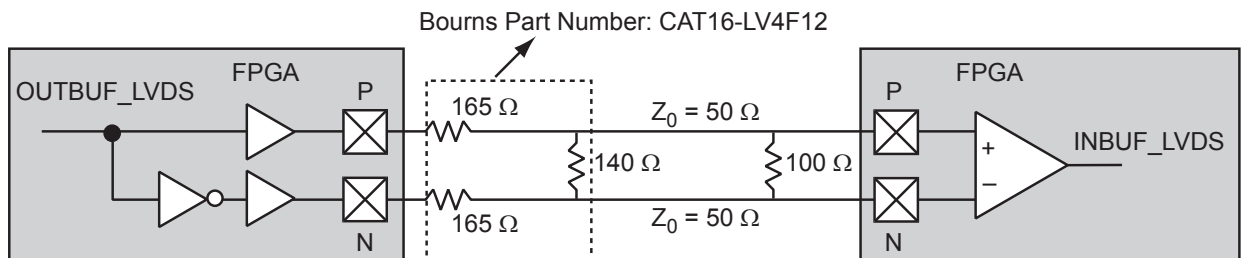 Bourns Part Number: CAT16-LV4F12
FPGA
FPGA
OUTBUF_LVDS
P
165 Ω
Z0 = 50 Ω
P
INBUF_LVDS
+
140 Ω
100 Ω
–
165 Ω
Z0 = 50 Ω
N
N